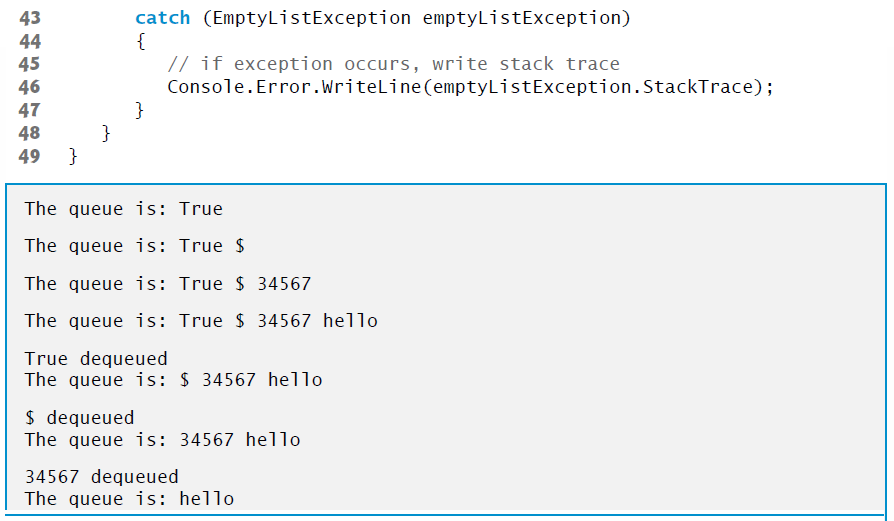 43 catch (EmptyListException emptyListException)
44 {
45 // if exception occurs, write stack trace
46 Console.Error.WriteLine(emptyListException.StackTrace);
47 }
48 }
49 }
The queue is: True
The queue is: True $
The queue is: True $ 34567
The queue is: True $ 34567 hello
True dequeued
The queue is: $ 34567 hello
$ dequeued
The queue is: 34567 hello
34567 dequeued
The queue is: hello